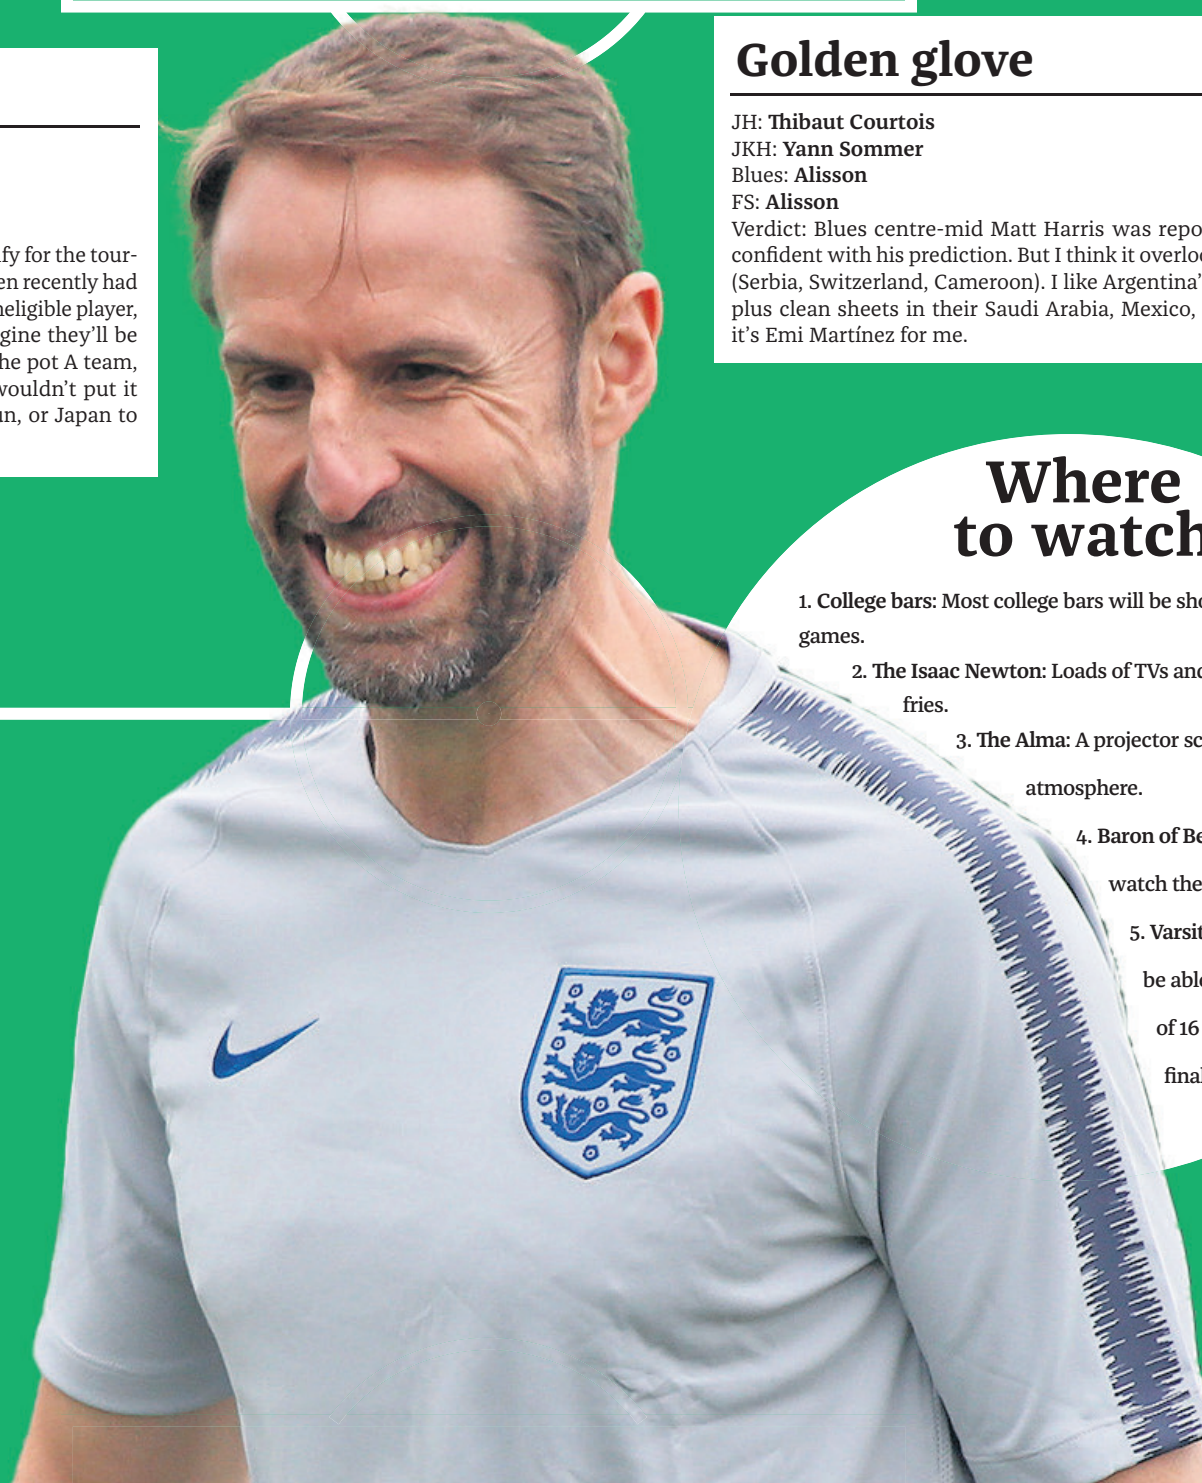 fy for the tour-
en recently had
neligible player,
gine they'll be
he pot A team,
wouldn't put it
un, or Japan to
Golden glove
JH: Thibaut Courtois
JKH: Yann Sommer
Blues: Alisson
FS: Alisson
Verdict: Blues centre-mid Matt Harris was repo
confident with his prediction. But I think it overloo
(Serbia, Switzerland, Cameroon). I like Argentina'
plus clean sheets in their Saudi Arabia, Mexico,
it's Emi Martínez for me.
Where
to watch
1. College bars: Most college bars will be sho
games.
2. The Isaac Newton: Loads of TVs and
fries.
3. The Alma: A projector sc
atmosphere.
4. Baron of Be
watch the
5. Varsit
be able
of 16
final